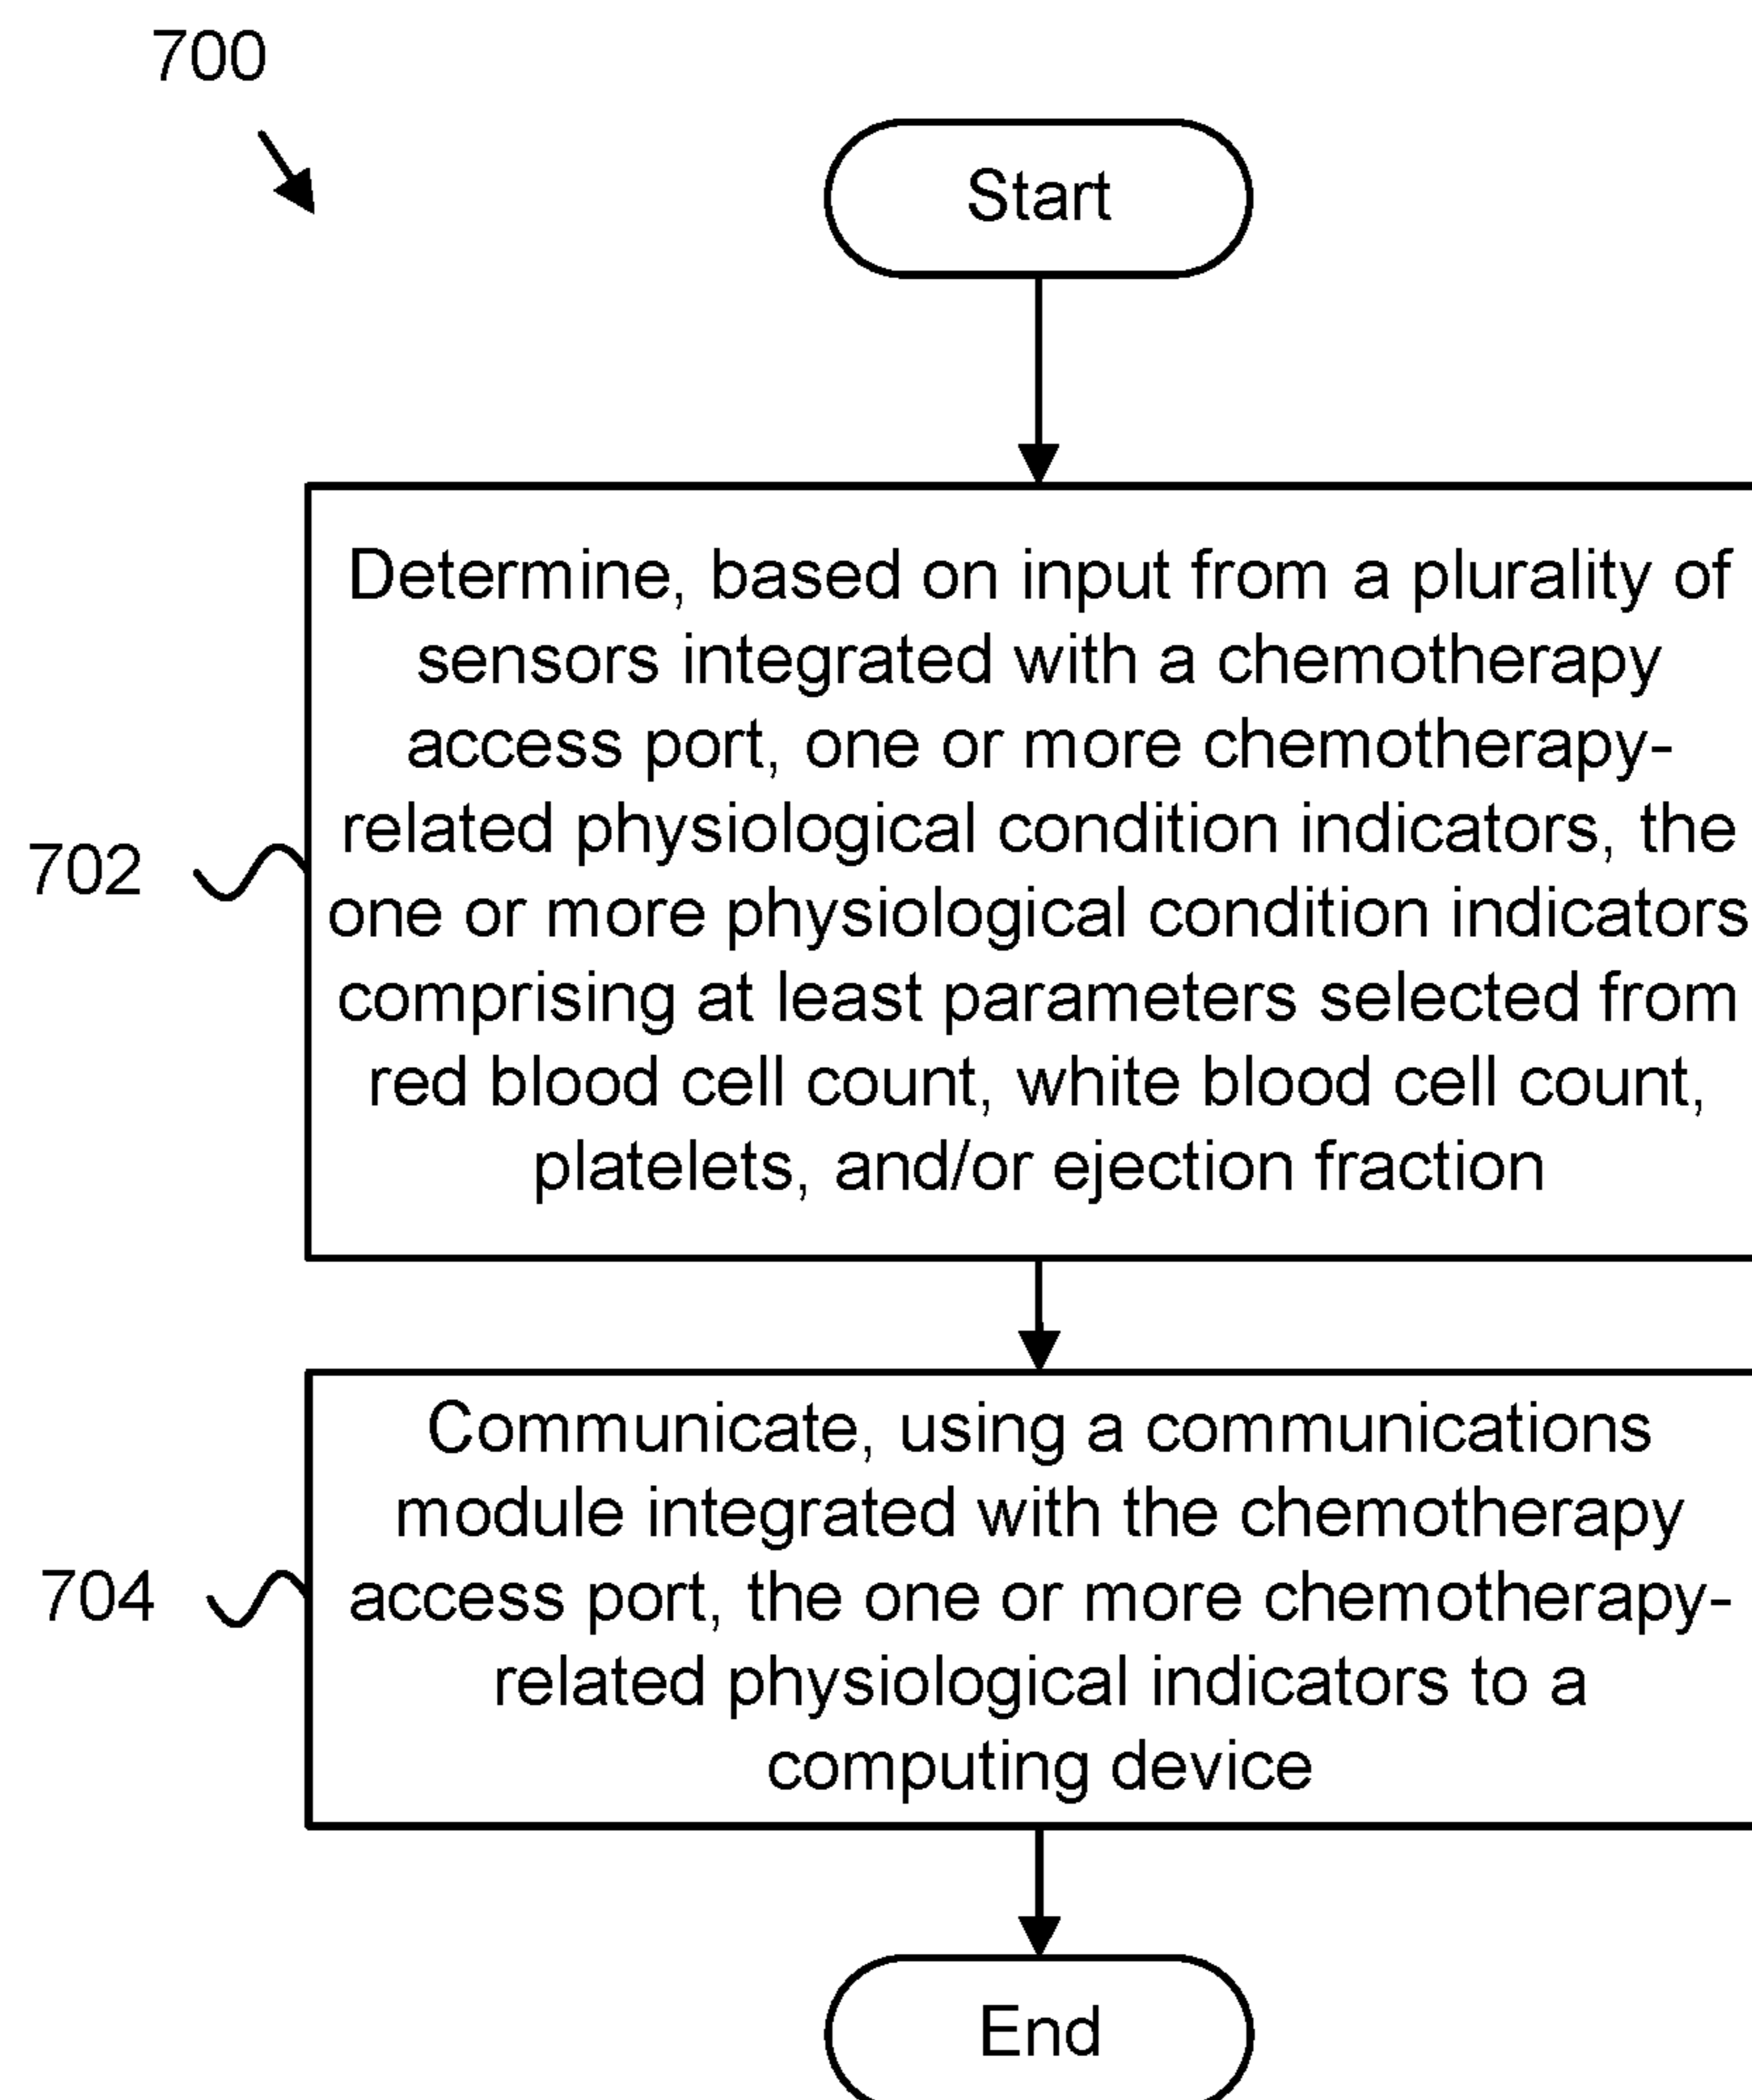 700
Start
702
Determine, based on input from a plurality of
sensors integrated with a chemotherapy
access port, one or more chemotherapy-
related physiological condition indicators, the
one or more physiological condition indicators
comprising at least parameters selected from
red blood cell count, white blood cell count,
platelets, and/or ejection fraction
704
Communicate, using a communications
module integrated with the chemotherapy
access port, the one or more chemotherapy-
related physiological indicators to a
computing device
End